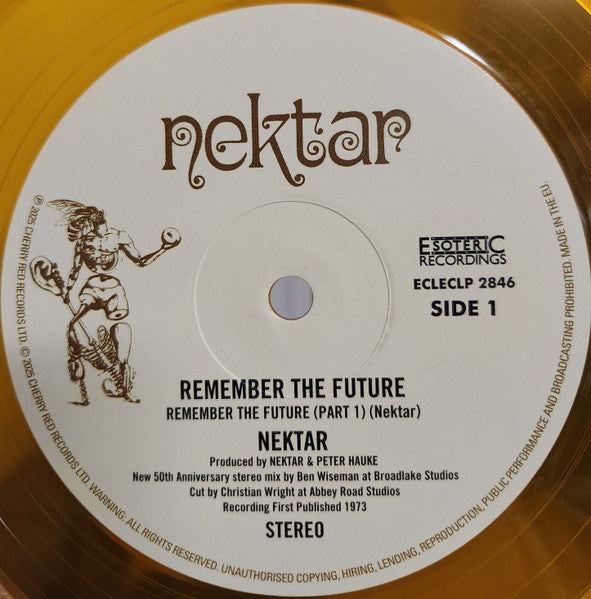 nektar
ESOTERIC
RECORDINGS
ECLECLP 2846
SIDE 1
REMEMBER THE FUTURE
REMEMBER THE FUTURE (PART 1) (Nektar)
NEKTAR
Produced by NEKTAR & PETER HAUKE
New 50th Anniversary stereo mix by Ben Wiseman at Broadlake Studios
Cut by Christian Wright at Abbey Road Studios
Recording First Published 1973
STEREO
℗ 2025 CHERRY RED RECORDS LTD. © 2025 CHERRY RED RECORDS LTD. WARNING: ALL RIGHTS RESERVED. UNAUTHORISED COPYING, HIRING, LENDING, REPRODUCTION, PUBLIC PERFORMANCE AND BROADCASTING PROHIBITED. MADE IN THE EU.